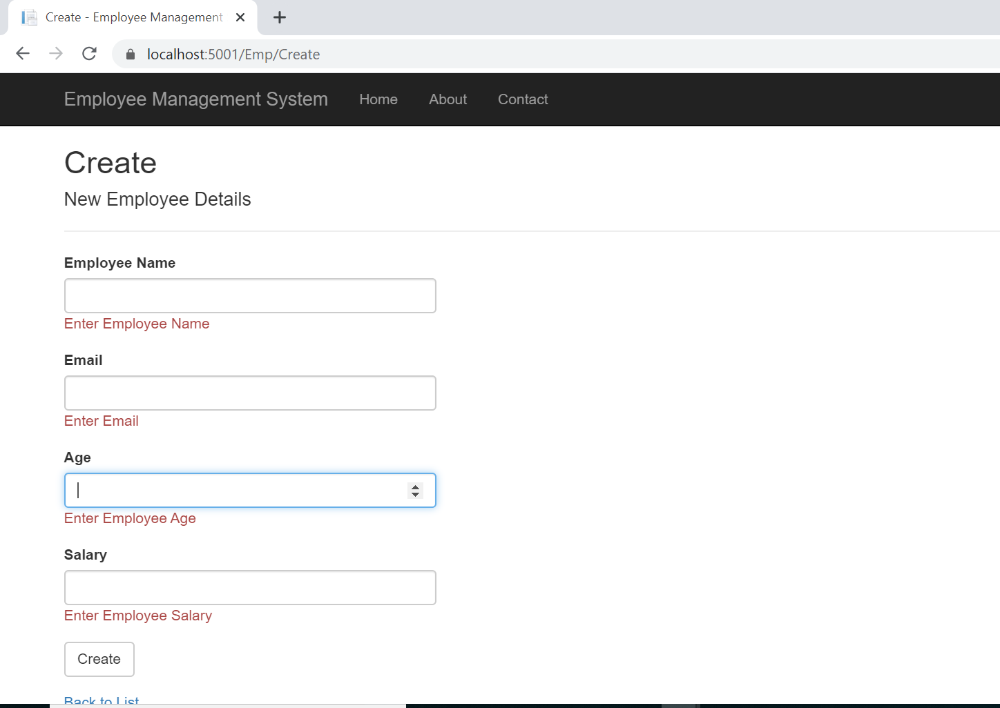 Create - Employee Management
localhost:5001/Emp/Create
Employee Management System Home About Contact
Create
New Employee Details
Employee Name
Enter Employee Name
Email
Enter Email
Age
Enter Employee Age
Salary
Enter Employee Salary
Create
Back to List